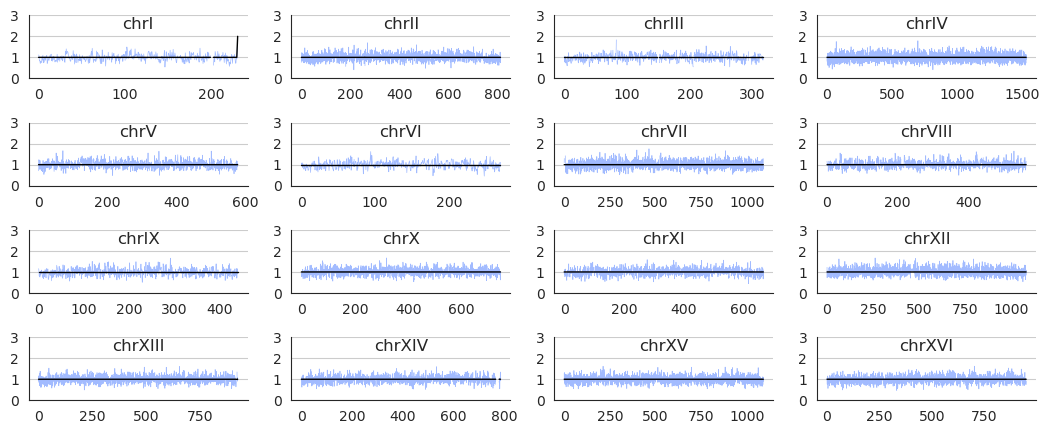 chrI chrII chrIII chrIV
3 3 3 3
2 2 2 2
1 1 1 1
0 0 0 0
0 100 200 0 200 400 600 800 0 100 200 300 0 500 1000 1500
chrV chrVI chrVII chrVIII
3 3 3 3
2 2 2 2
1 1 1 1
0 0 0 0
0 200 400 600 0 100 200 0 250 500 750 1000 0 200 400
chrIX chrX chrXI chrXII
3 3 3 3
2 2 2 2
1 1 1 1
0 0 0 0
0 100 200 300 400 0 200 400 600 0 200 400 600 0 250 500 750 1000
chrXIII chrXIV chrXV chrXVI
3 3 3 3
2 2 2 2
1 1 1 1
0 0 0 0
0 250 500 750 0 200 400 600 800 0 250 500 750 1000 0 250 500 750